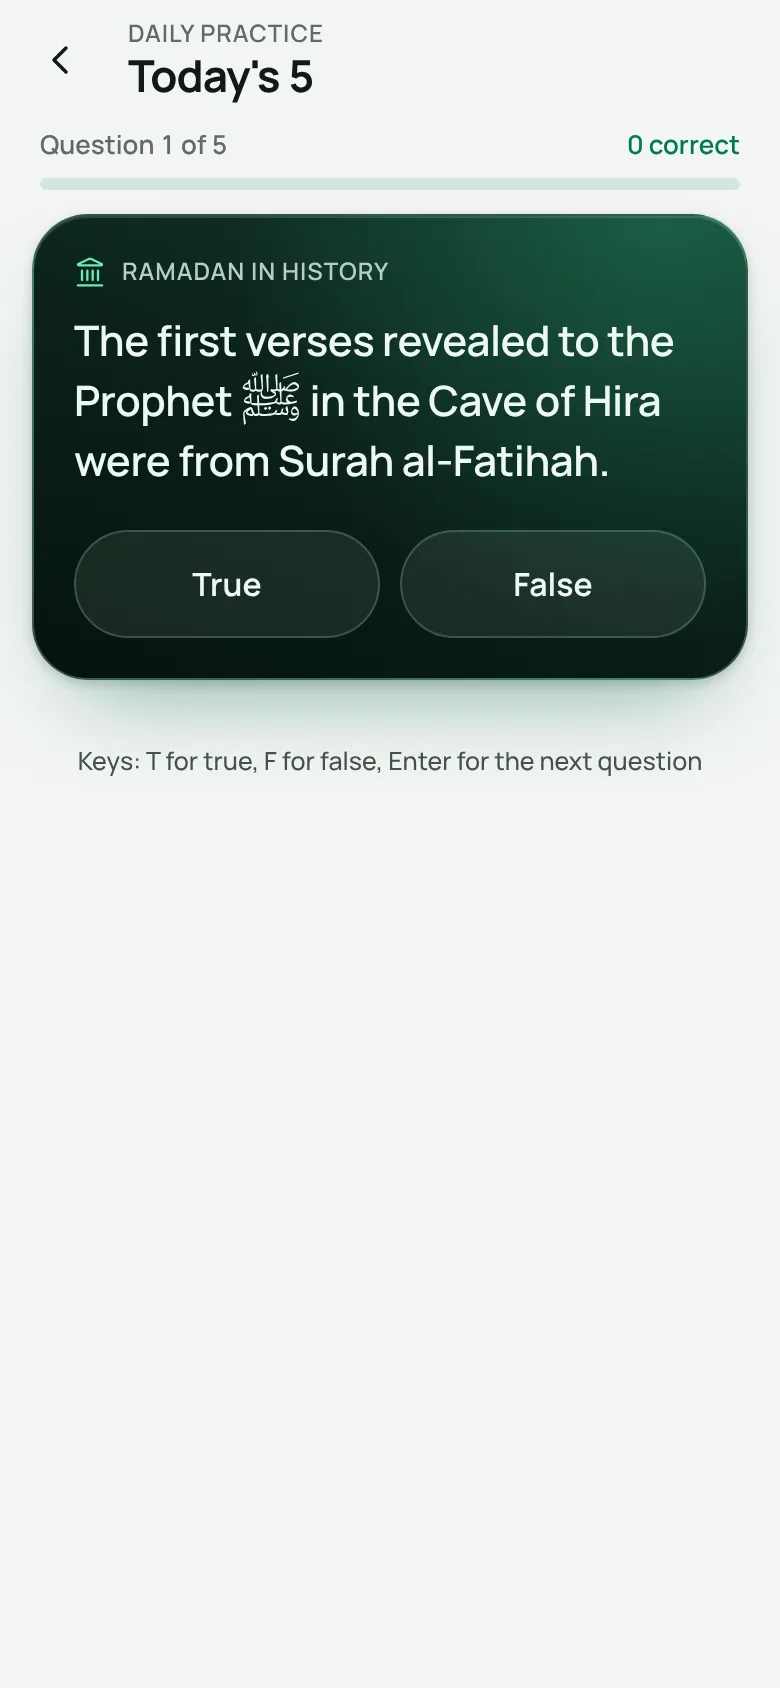 DAILY PRACTICE
Today's 5
Question 1 of 5
0 correct
RAMADAN IN HISTORY
The first verses revealed to the
Prophet ﷺ in the Cave of Hira
were from Surah al-Fatihah.
True
False
Keys: T for true, F for false, Enter for the next question